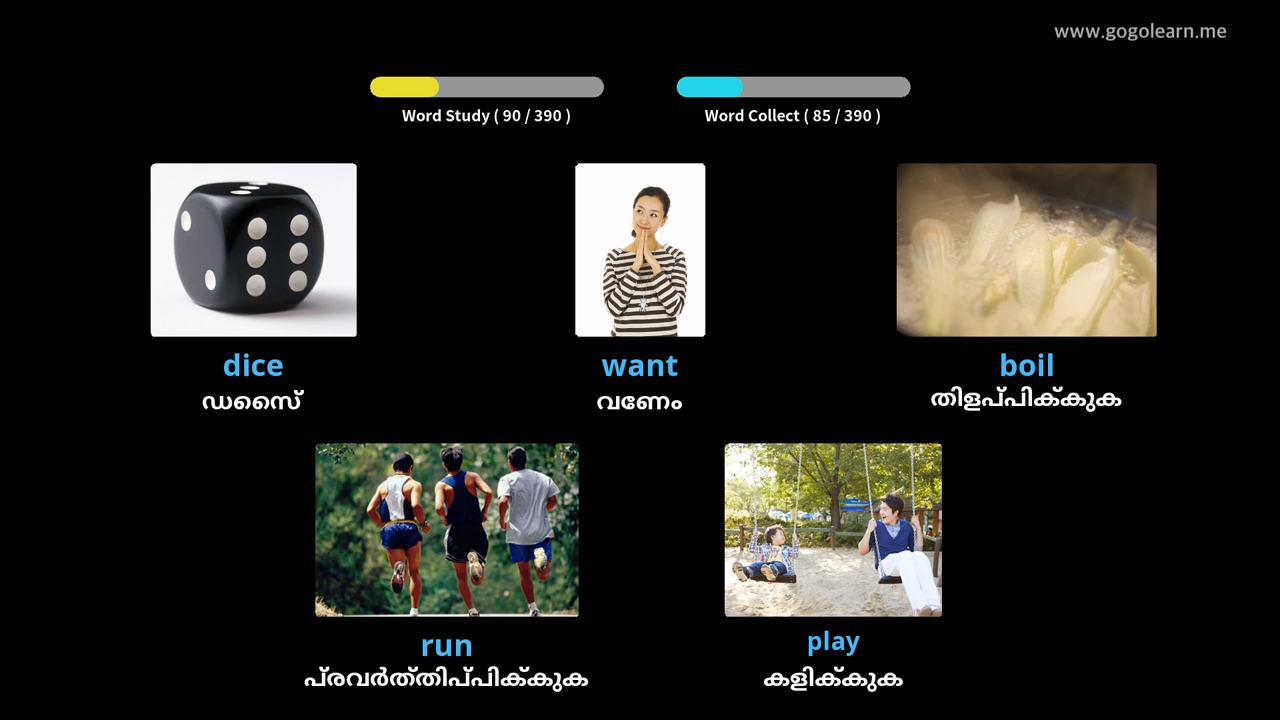 www.gogolearn.me
Word Study ( 90 / 390 )
Word Collect ( 85 / 390 )
dice
ഡസൈ്
want
വണേം
boil
തിളപ്പിക്കുക
run
പ്രവർത്തിപ്പിക്കുക
play
കളിക്കുക